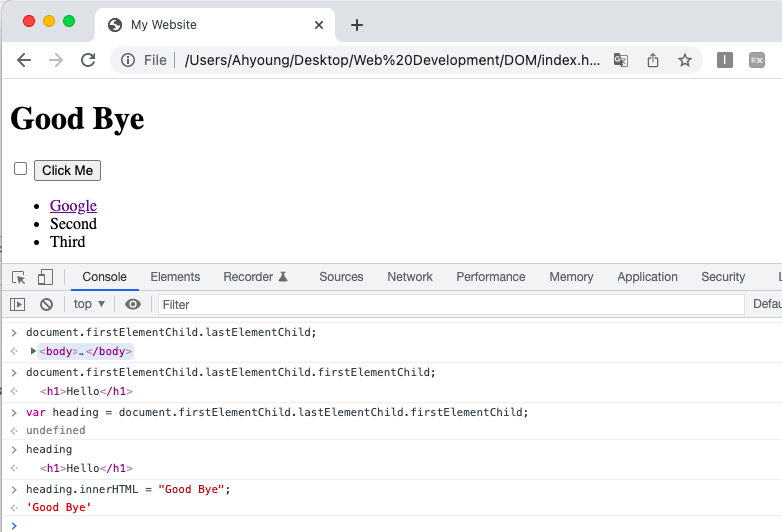 My Website
File /Users/Ahyoung/Desktop/Web%20Development/DOM/index.h...
Good Bye
Click Me
Google
Second
Third
Console Elements Recorder Sources Network Performance Memory Application Security
top Filter Defau
document.firstElementChild.lastElementChild;
<body>…</body>
document.firstElementChild.lastElementChild.firstElementChild;
<h1>Hello</h1>
var heading = document.firstElementChild.lastElementChild.firstElementChild;
undefined
heading
<h1>Hello</h1>
heading.innerHTML = "Good Bye";
'Good Bye'